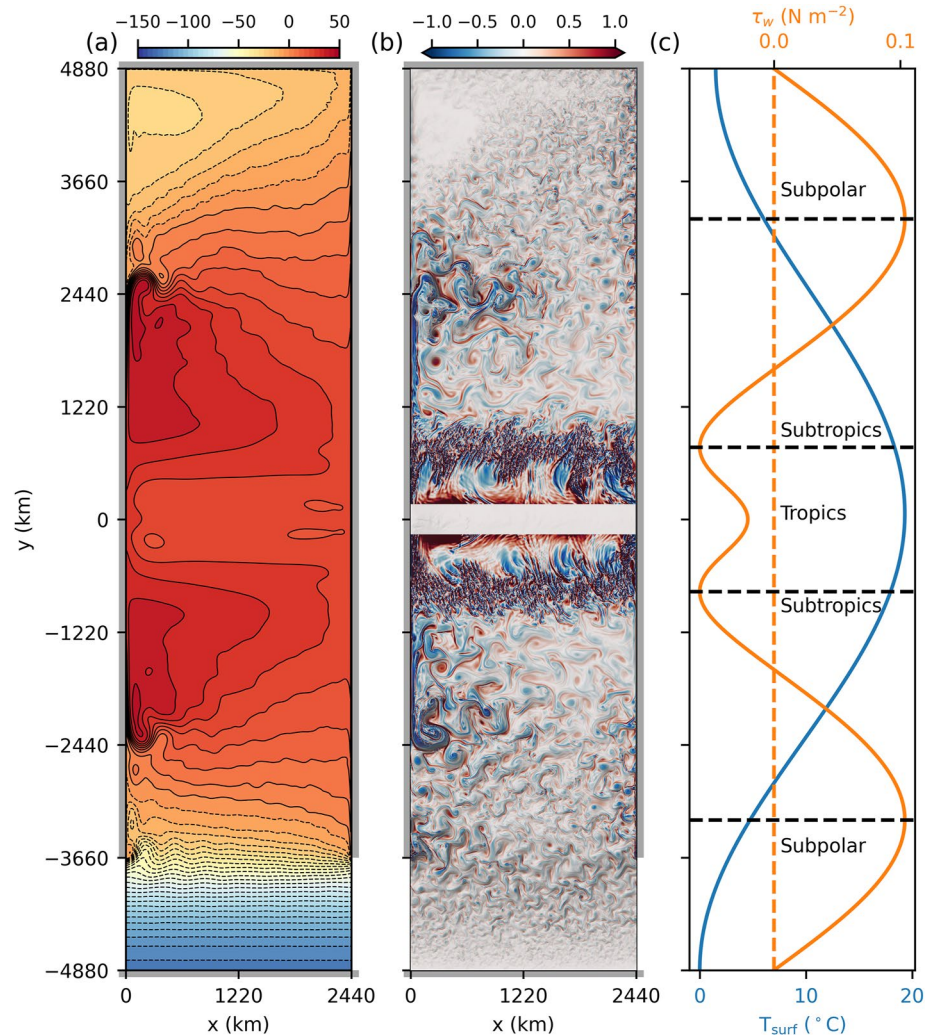 −150 −100 −50 0 50
(a)
−1.0 −0.5 0.0 0.5 1.0
(b)
τw (N m−2)
0.0 0.1
(c)
4880
3660
2440
1220
0
−1220
−2440
−3660
−4880
y (km)
0 1220 2440
x (km)
0 1220 2440
x (km)
Subpolar
Subtropics
Tropics
Subtropics
Subpolar
0 10 20
Tsurf (°C)